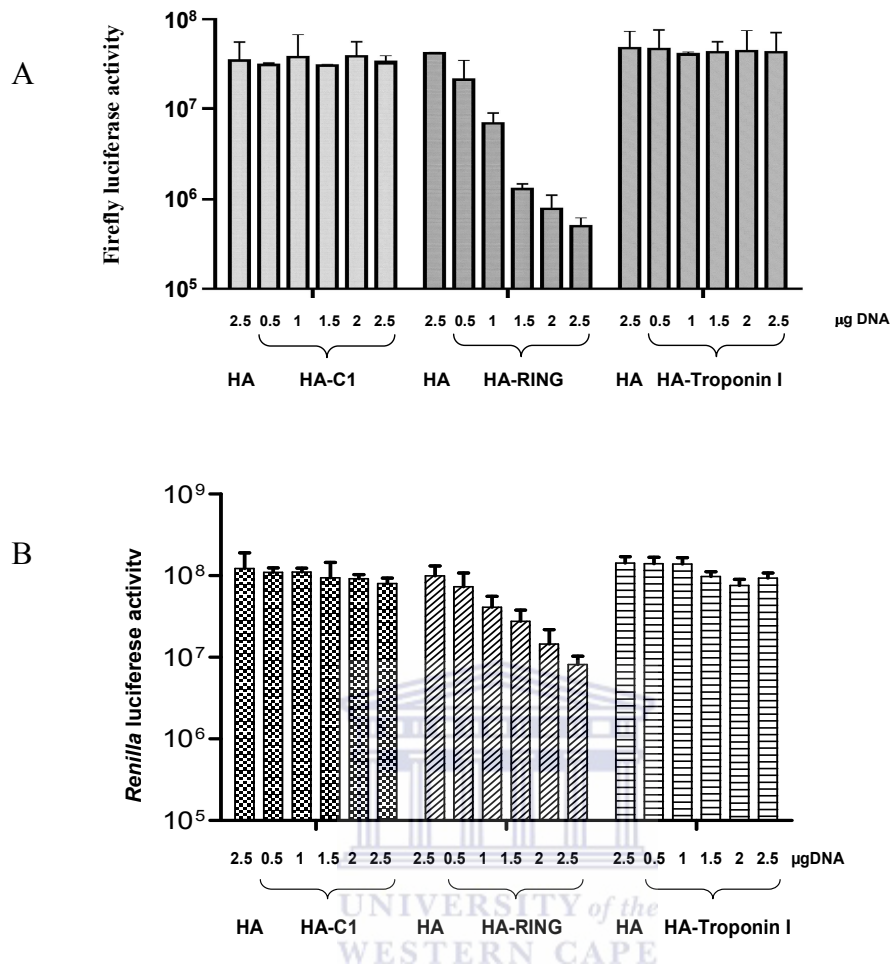 A
Firefly luciferase activity
10⁸
10⁷
10⁶
10⁵
2.5 0.5 1 1.5 2 2.5 2.5 0.5 1 1.5 2 2.5 2.5 0.5 1 1.5 2 2.5 µg DNA
HA HA-C1 HA HA-RING HA HA-Troponin I
B
Renilla luciferese activity
10⁹
10⁸
10⁷
10⁶
10⁵
2.5 0.5 1 1.5 2 2.5 2.5 0.5 1 1.5 2 2.5 2.5 0.5 1 1.5 2 2.5 µgDNA
HA HA-C1 HA HA-RING HA HA-Troponin I
UNIVERSITY of the
WESTERN CAPE